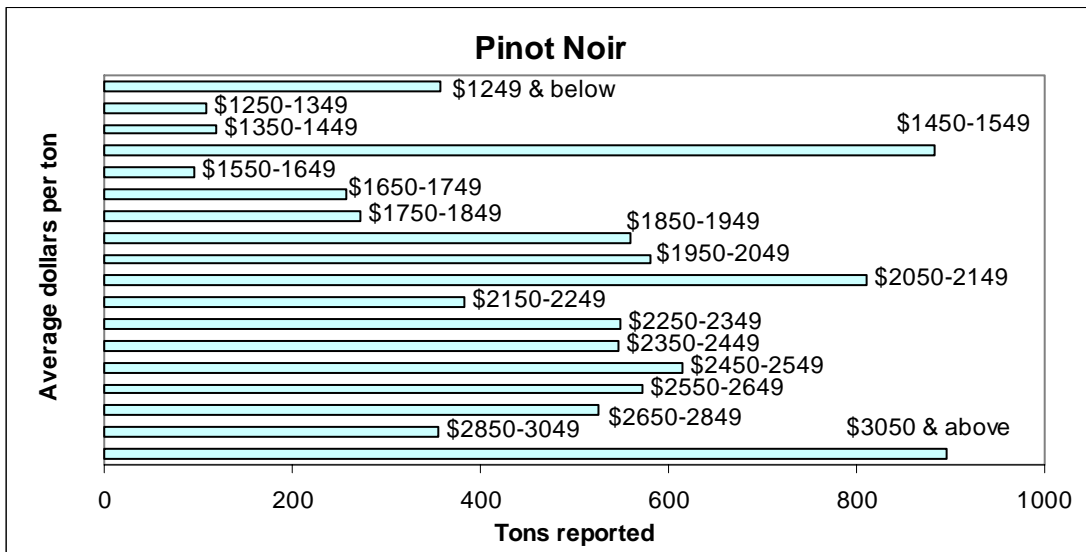 Pinot Noir
Average dollars per ton
$1249 & below
$1250-1349
$1350-1449
$1450-1549
$1550-1649
$1650-1749
$1750-1849
$1850-1949
$1950-2049
$2050-2149
$2150-2249
$2250-2349
$2350-2449
$2450-2549
$2550-2649
$2650-2849
$2850-3049
$3050 & above
0 200 400 600 800 1000
Tons reported